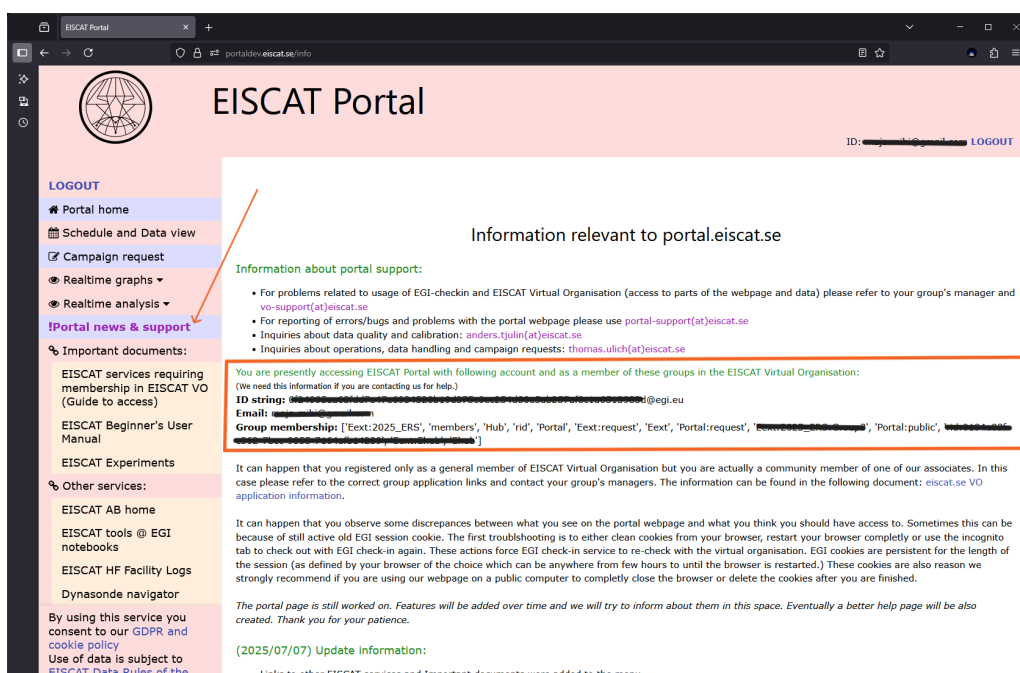 EISCAT Portal
portaldev.eiscat.se/info
EISCAT Portal
ID: LOGOUT
LOGOUT
Portal home
Schedule and Data view
Campaign request
Realtime graphs
Realtime analysis
!Portal news & support
Important documents:
EISCAT services requiring
membership in EISCAT VO
(Guide to access)
EISCAT Beginner's User
Manual
EISCAT Experiments
Other services:
EISCAT AB home
EISCAT tools @ EGI
notebooks
EISCAT HF Facility Logs
Dynasonde navigator
By using this service you
consent to our GDPR and
cookie policy
Use of data is subject to
EISCAT Data Rules of the
Information relevant to portal.eiscat.se
Information about portal support:
• For problems related to usage of EGI-checkin and EISCAT Virtual Organisation (access to parts of the webpage and data) please refer to your group's manager and
vo-support(at)eiscat.se
• For reporting of errors/bugs and problems with the portal webpage please use portal-support(at)eiscat.se
• Inquiries about data quality and calibration: anders.tjulin(at)eiscat.se
• Inquiries about operations, data handling and campaign requests: thomas.ulich(at)eiscat.se
You are presently accessing EISCAT Portal with following account and as a member of these groups in the EISCAT Virtual Organisation:
(We need this information if you are contacting us for help.)
ID string: @egi.eu
Email:
Group membership: ['Eext:2025_ERS', 'members', 'Hub', 'rid', 'Portal', 'Eext:request', 'Eext', 'Portal:request', 'Portal:public',
']
It can happen that you registered only as a general member of EISCAT Virtual Organisation but you are actually a community member of one of our associates. In this
case please refer to the correct group application links and contact your group's managers. The information can be found in the following document: eiscat.se VO
application information.
It can happen that you observe some discrepances between what you see on the portal webpage and what you think you should have access to. Sometimes this can be
because of still active old EGI session cookie. The first troublshooting is to either clean cookies from your browser, restart your browser completly or use the incognito
tab to check out with EGI check-in again. These actions force EGI check-in service to re-check with the virtual organisation. EGI cookies are persistent for the length of
the session (as defined by your browser of the choice which can be anywhere from few hours to until the browser is restarted.) These cookies are also reason we
strongly recommend if you are using our webpage on a public computer to completly close the browser or delete the cookies after you are finished.
The portal page is still worked on. Features will be added over time and we will try to inform about them in this space. Eventually a better help page will be also
created. Thank you for your patience.
(2025/07/07) Update information:
Links to other EISCAT services and Important documents were added to the menu